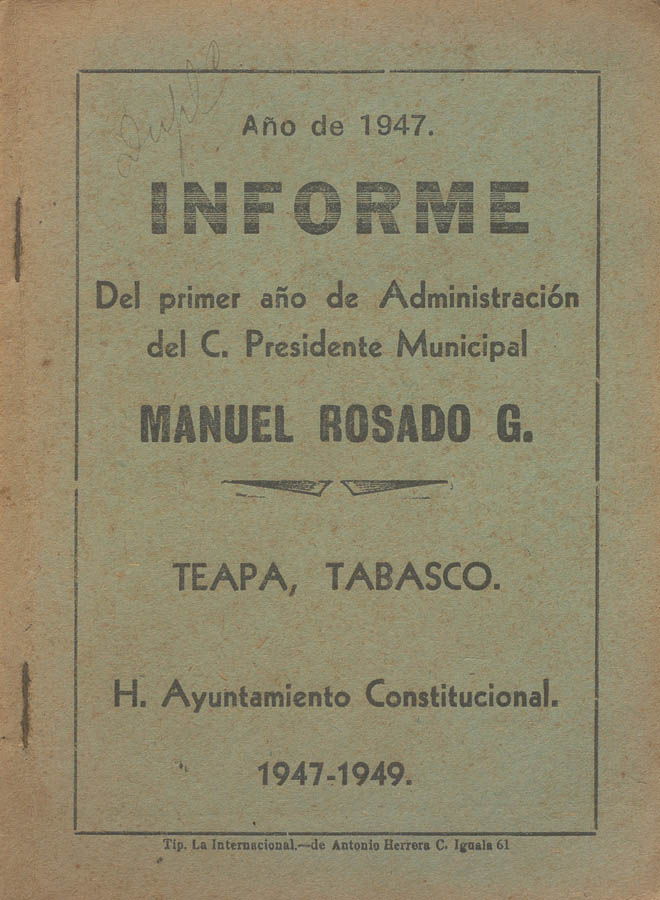 Año de 1947.
INFORME
Del primer año de Administración
del C. Presidente Municipal
MANUEL ROSADO G.
TEAPA, TABASCO.
H. Ayuntamiento Constitucional.
1947-1949.
Tip. La Internacional.—de Antonio Herrera C. Iguala 61